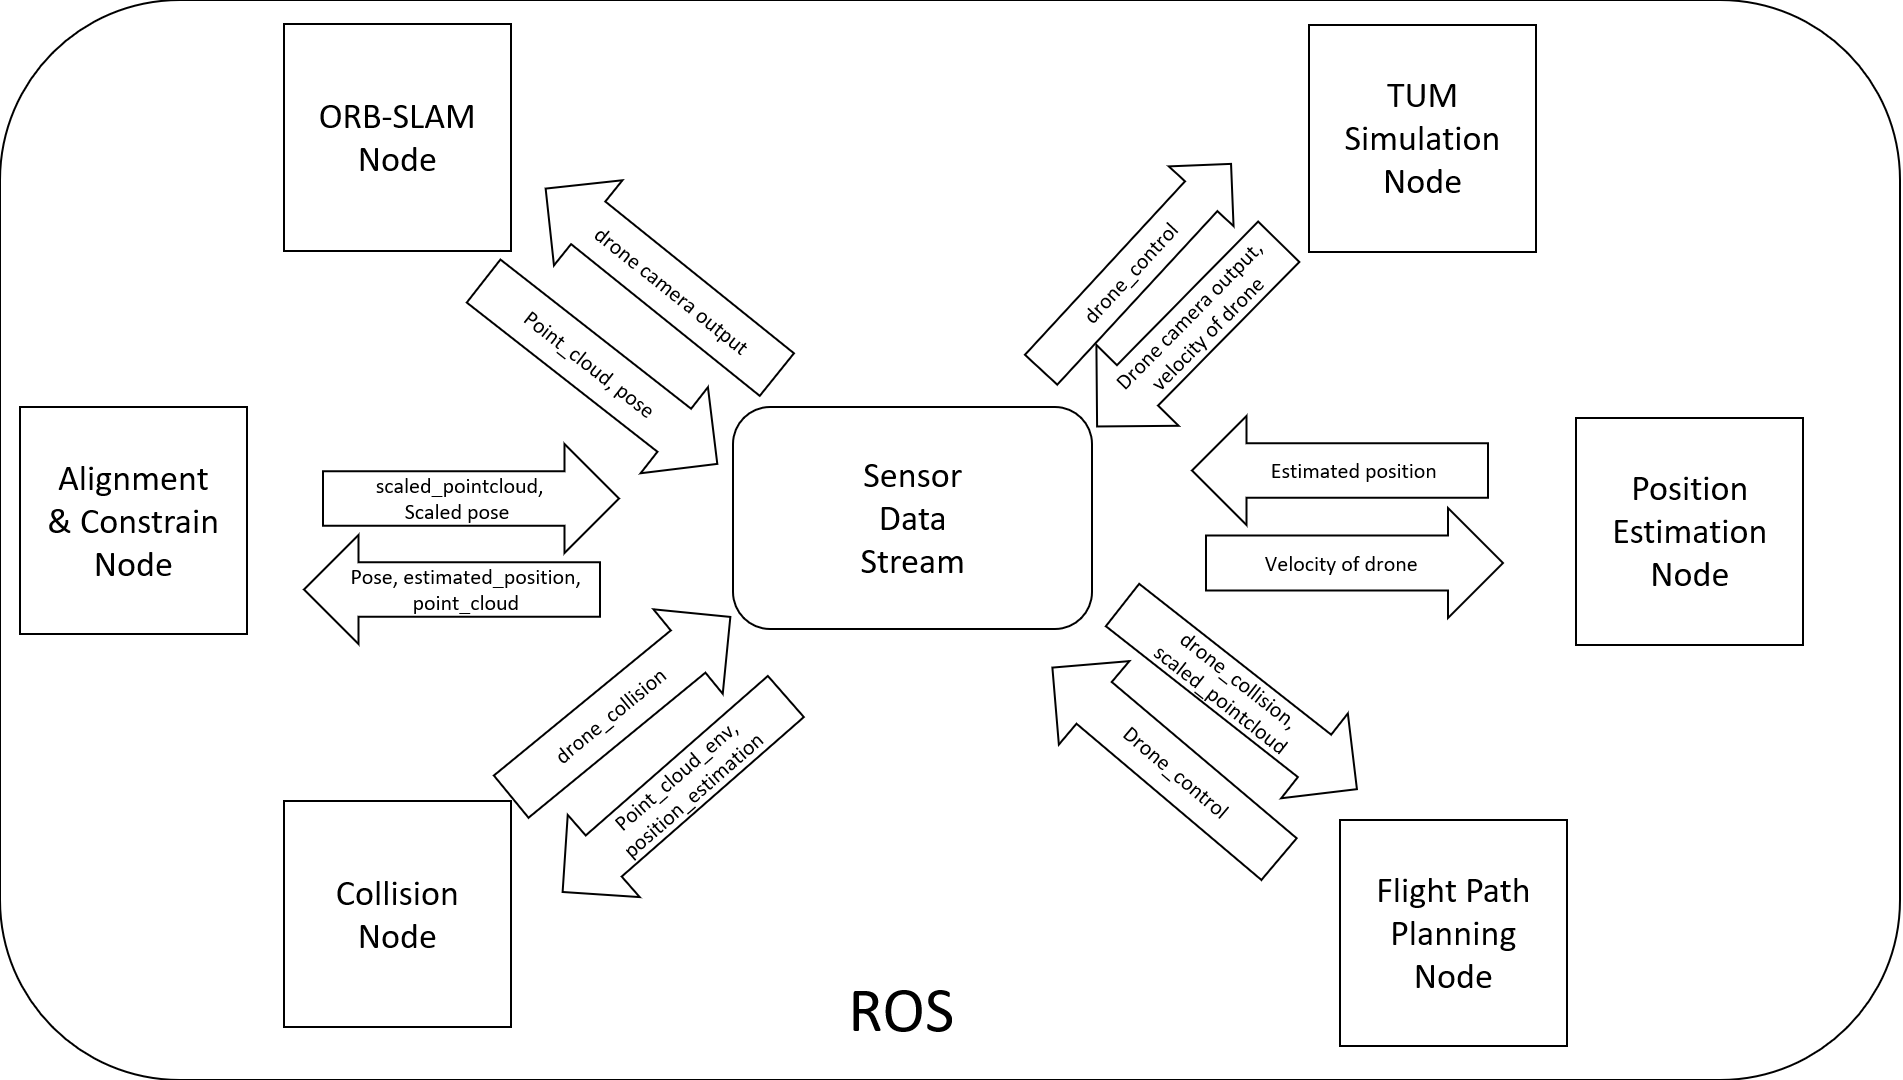 ORB-SLAM
Node
TUM
Simulation
Node
drone camera output
Point_cloud, pose
drone_control
Drone camera output,
velocity of drone
Alignment
& Constrain
Node
scaled_pointcloud,
Scaled pose
Pose, estimated_position,
point_cloud
Sensor
Data
Stream
Estimated position
Velocity of drone
Position
Estimation
Node
drone_collision
Point_cloud_env,
position_estimation
drone_collision,
scaled_pointcloud
Drone_control
Collision
Node
Flight Path
Planning
Node
ROS